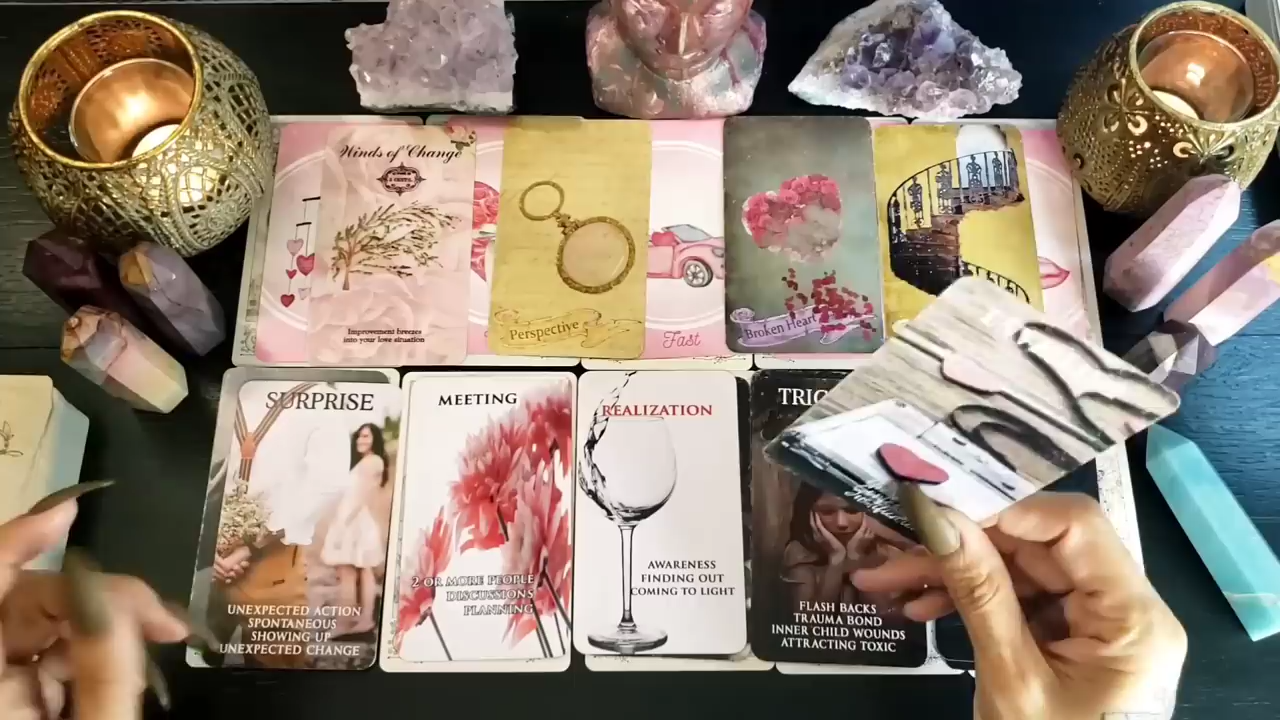 Winds of Change
Improvement breezes
into your love situation
Perspective
Fast
Broken Heart
SURPRISE
UNEXPECTED ACTION
SPONTANEOUS
SHOWING UP
UNEXPECTED CHANGE
MEETING
2 OR MORE PEOPLE
DISCUSSIONS
PLANNING
REALIZATION
AWARENESS
FINDING OUT
COMING TO LIGHT
TRIG
FLASH BACKS
TRAUMA BOND
INNER CHILD WOUNDS
ATTRACTING TOXIC